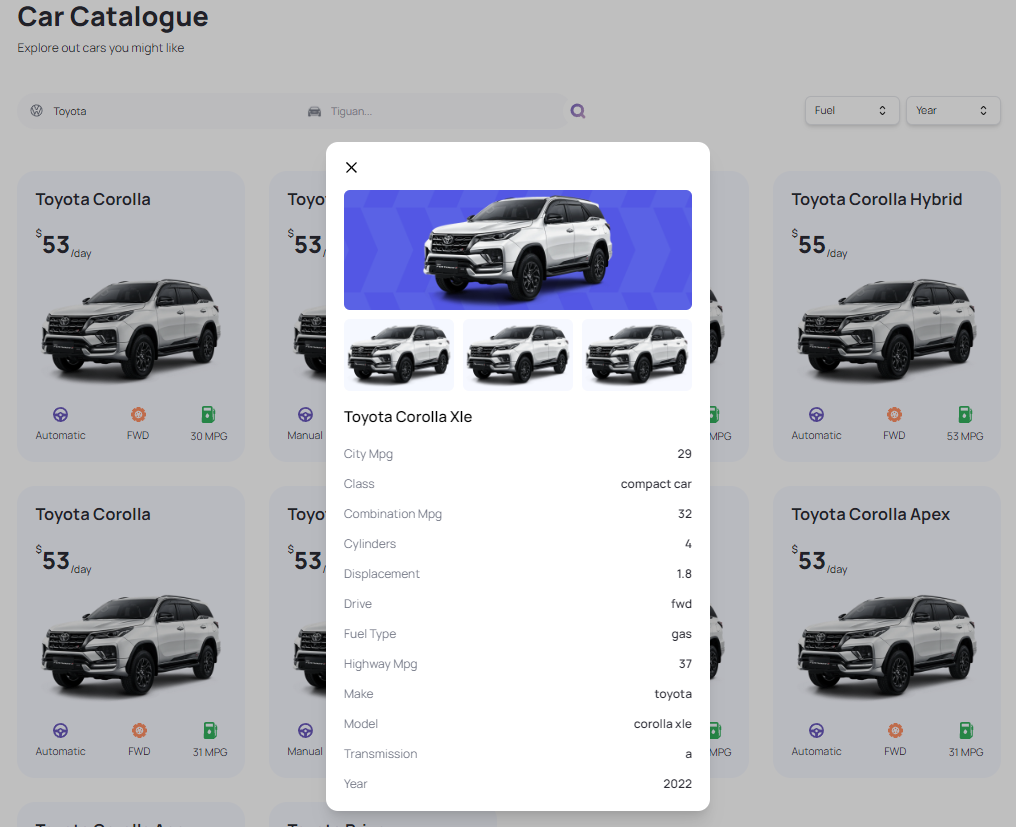 Car Catalogue
Explore out cars you might like
Toyota
Tiguan...
Fuel
Year
Toyota Corolla
$53/day
Automatic
FWD
30 MPG
$53/
Manual
MPG
Toyota Corolla Hybrid
$55/day
Automatic
FWD
53 MPG
Toyota Corolla Xle
City Mpg 29
Class compact car
Combination Mpg 32
Cylinders 4
Displacement 1.8
Drive fwd
Fuel Type gas
Highway Mpg 37
Make toyota
Model corolla xle
Transmission a
Year 2022
Toyota Corolla
$53/day
Automatic
FWD
31 MPG
$53/
Manual
MPG
Toyota Corolla Apex
$53/day
Automatic
FWD
31 MPG